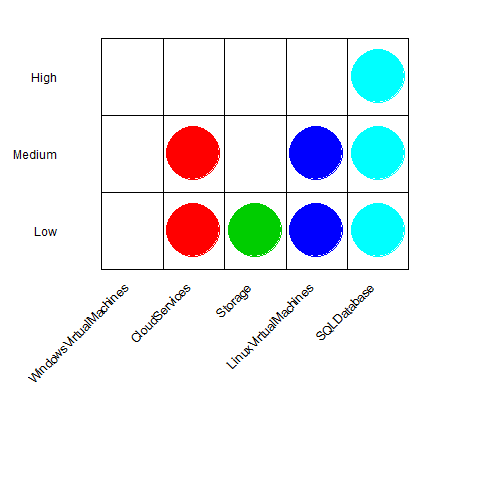 High
Medium
Low
WindowsVirtualMachines
CloudServices
Storage
LinuxVirtualMachines
SQLDatabase